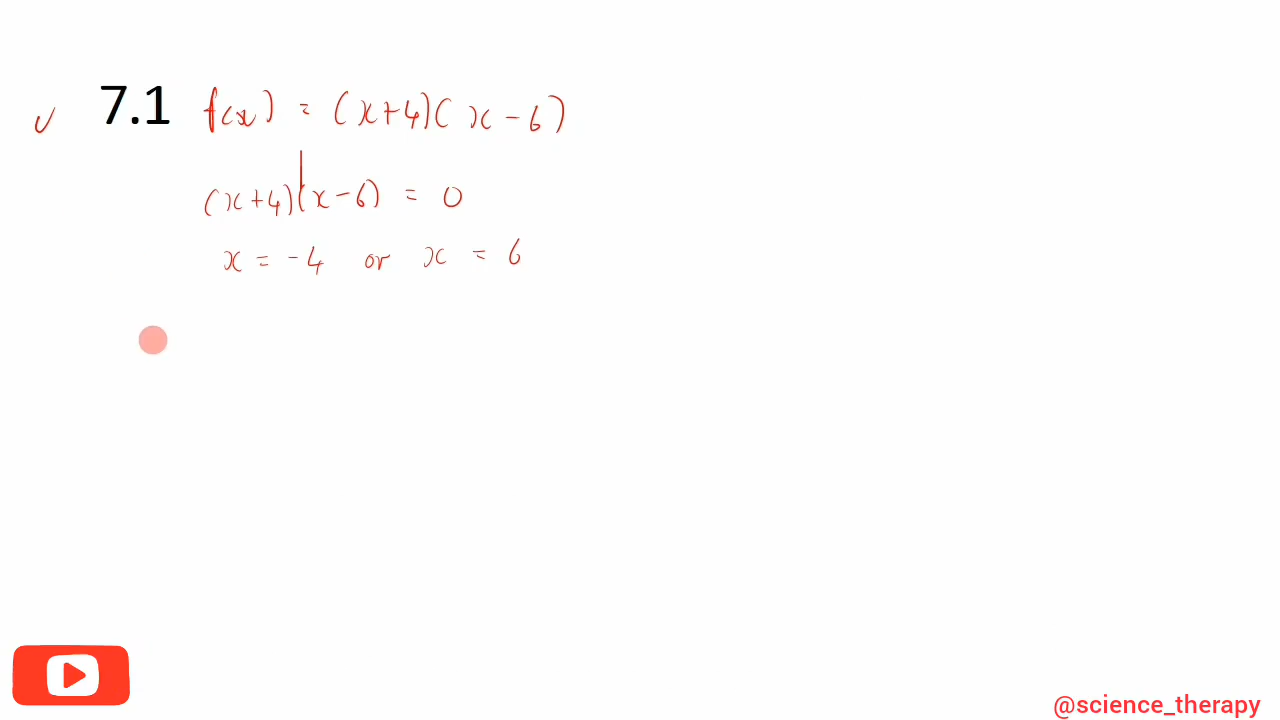 ✓ 7.1 f(x) = (x+4)(x-6)
(x+4)(x-6) = 0
x = -4 or x = 6
@science_therapy